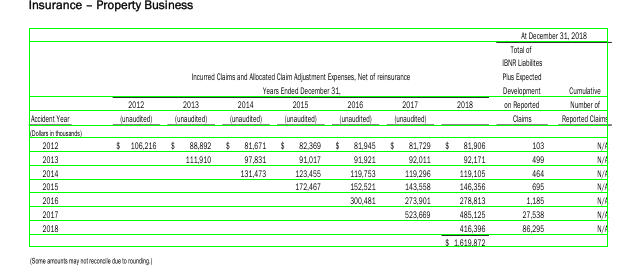 Insurance – Property Business
At December 31, 2018
Total of
IBNR Liabilites
Incurred Claims and Allocated Claim Adjustment Expenses, Net of reinsurance Plus Expected
Years Ended December 31, Development Cumulative
2012 2013 2014 2015 2016 2017 2018 on Reported Number of
Accident Year (unaudited) (unaudited) (unaudited) (unaudited) (unaudited) (unaudited) Claims Reported Claims
(Dollars in thousands)
2012 $ 106,216 $ 88,892 $ 81,671 $ 82,369 $ 81,945 $ 81,729 $ 81,906 103 N/A
2013 111,910 97,831 91,017 91,921 92,011 92,171 499 N/A
2014 131,473 123,455 119,753 119,296 119,105 464 N/A
2015 172,467 152,521 143,558 146,356 695 N/A
2016 300,481 273,901 278,813 1,185 N/A
2017 523,669 485,125 27,538 N/A
2018 416,396 86,295 N/A
$ 1,619,872
(Some amounts may not reconcile due to rounding.)